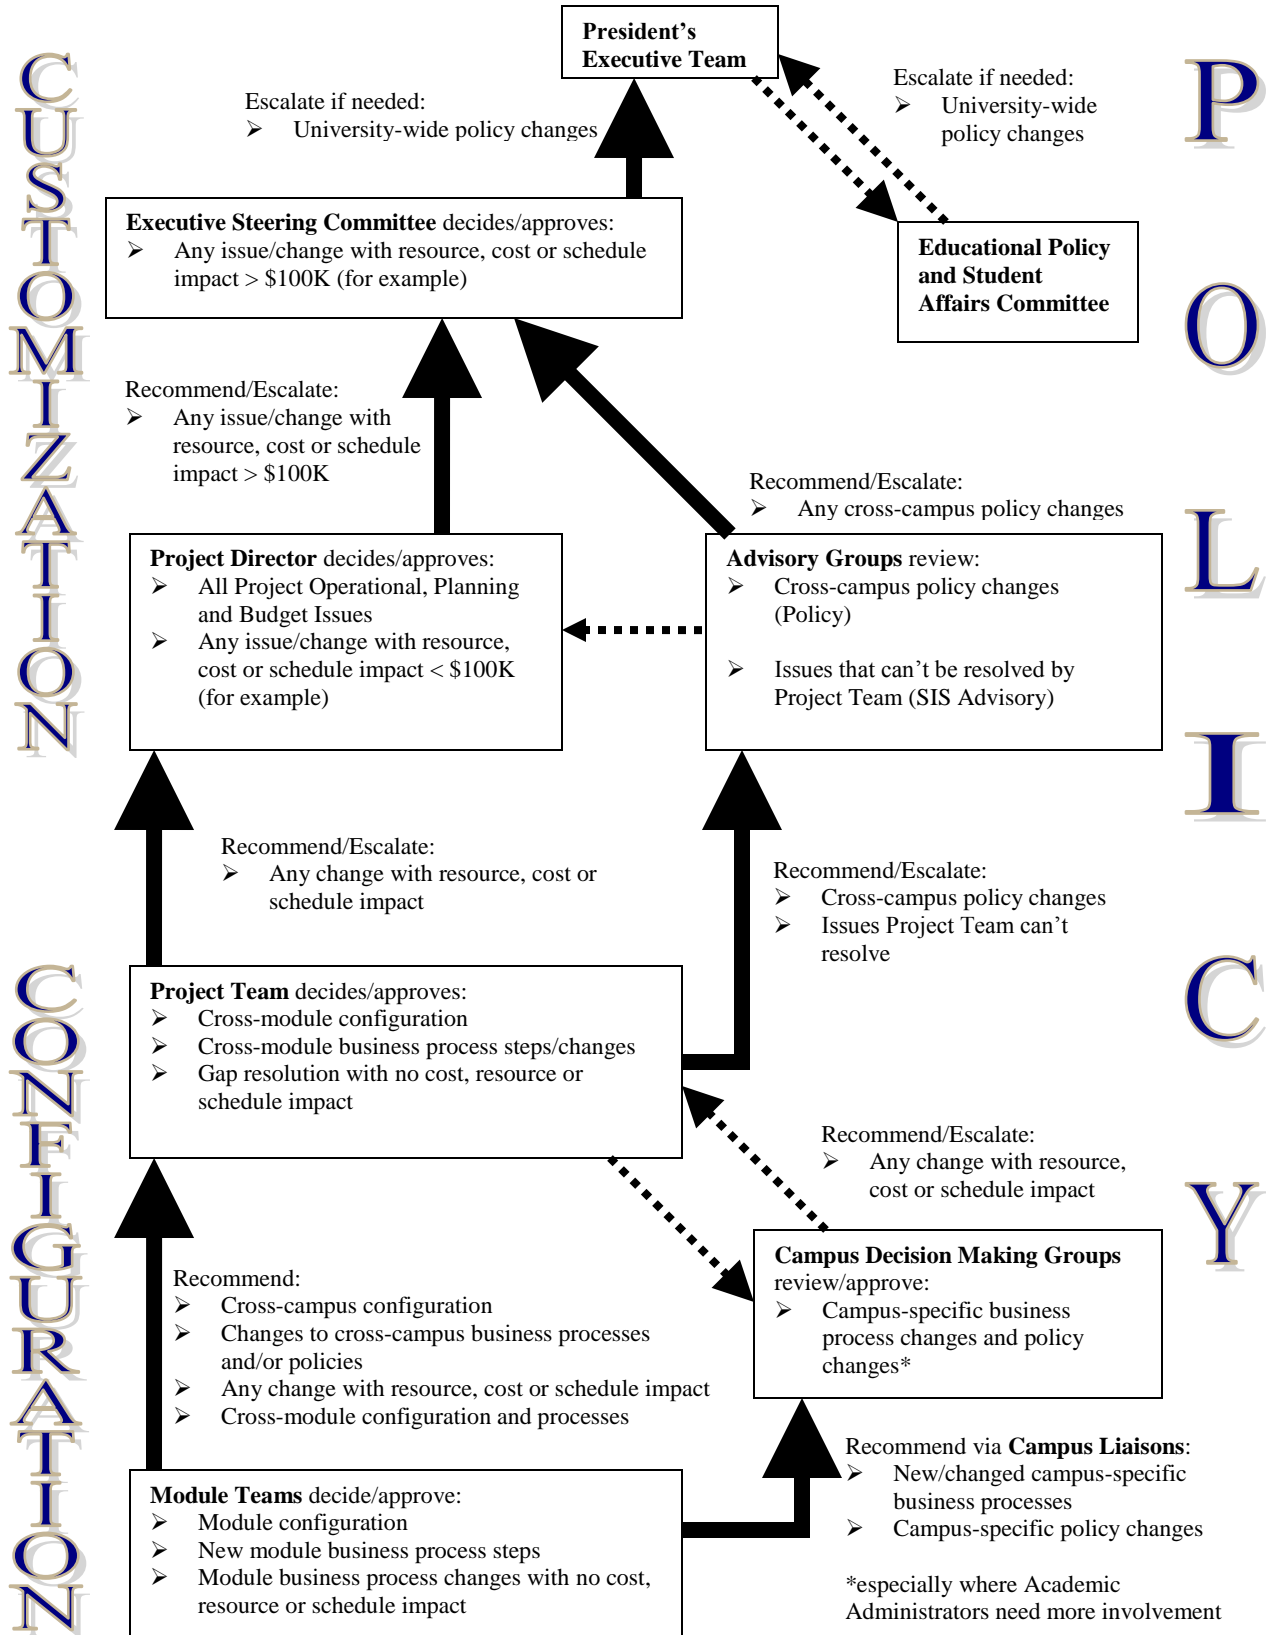 President's
Executive Team
Escalate if needed:
➢ University-wide policy changes
Escalate if needed:
➢ University-wide
policy changes
Executive Steering Committee decides/approves:
➢ Any issue/change with resource, cost or schedule
impact > $100K (for example)
Educational Policy
and Student
Affairs Committee
Recommend/Escalate:
➢ Any issue/change with
resource, cost or schedule
impact > $100K
Recommend/Escalate:
➢ Any cross-campus policy changes
Project Director decides/approves:
➢ All Project Operational, Planning
and Budget Issues
➢ Any issue/change with resource,
cost or schedule impact < $100K
(for example)
Advisory Groups review:
➢ Cross-campus policy changes
(Policy)
➢ Issues that can't be resolved by
Project Team (SIS Advisory)
Recommend/Escalate:
➢ Any change with resource, cost or
schedule impact
Recommend/Escalate:
➢ Cross-campus policy changes
➢ Issues Project Team can't
resolve
Project Team decides/approves:
➢ Cross-module configuration
➢ Cross-module business process steps/changes
➢ Gap resolution with no cost, resource or
schedule impact
Recommend/Escalate:
➢ Any change with resource,
cost or schedule impact
Campus Decision Making Groups
review/approve:
➢ Campus-specific business
process changes and policy
changes*
Recommend:
➢ Cross-campus configuration
➢ Changes to cross-campus business processes
and/or policies
➢ Any change with resource, cost or schedule impact
➢ Cross-module configuration and processes
Recommend via Campus Liaisons:
➢ New/changed campus-specific
business processes
➢ Campus-specific policy changes
*especially where Academic
Administrators need more involvement
Module Teams decide/approve:
➢ Module configuration
➢ New module business process steps
➢ Module business process changes with no cost,
resource or schedule impact
CUSTOMIZATION
CONFIGURATION
POLICY